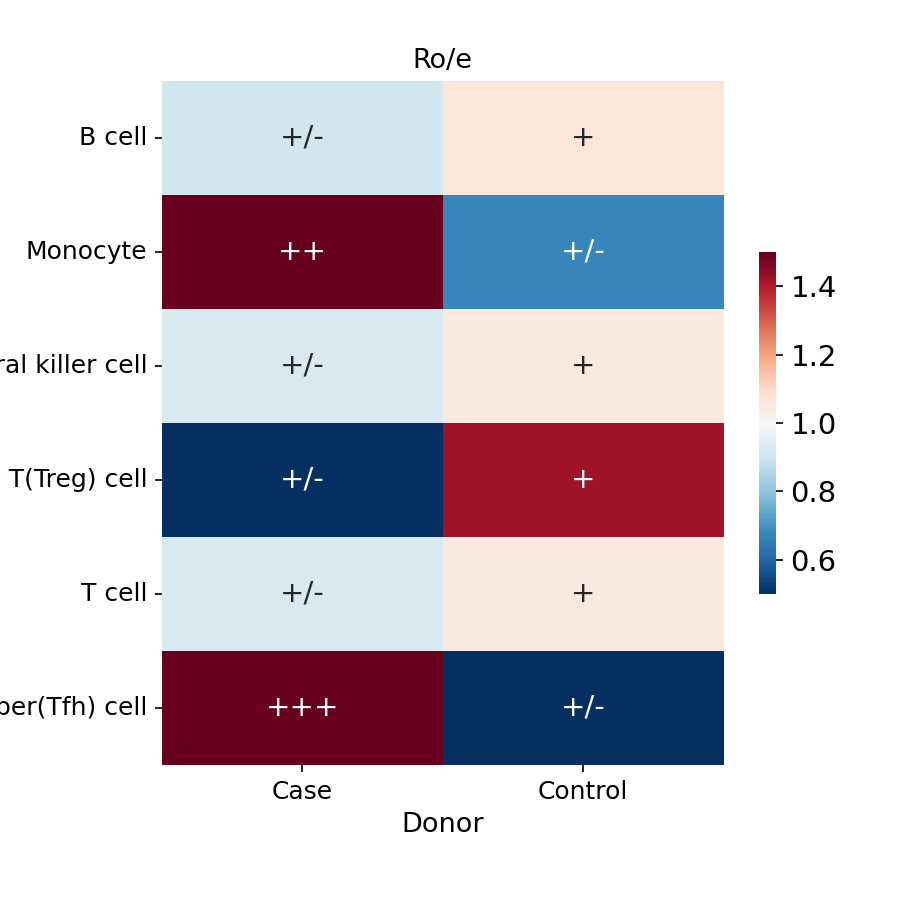 Ro/e
B cell +/- +
Monocyte ++ +/-
ral killer cell +/- +
T(Treg) cell +/- +
T cell +/- +
per(Tfh) cell +++ +/-
Case Control
Donor
1.4
1.2
1.0
0.8
0.6